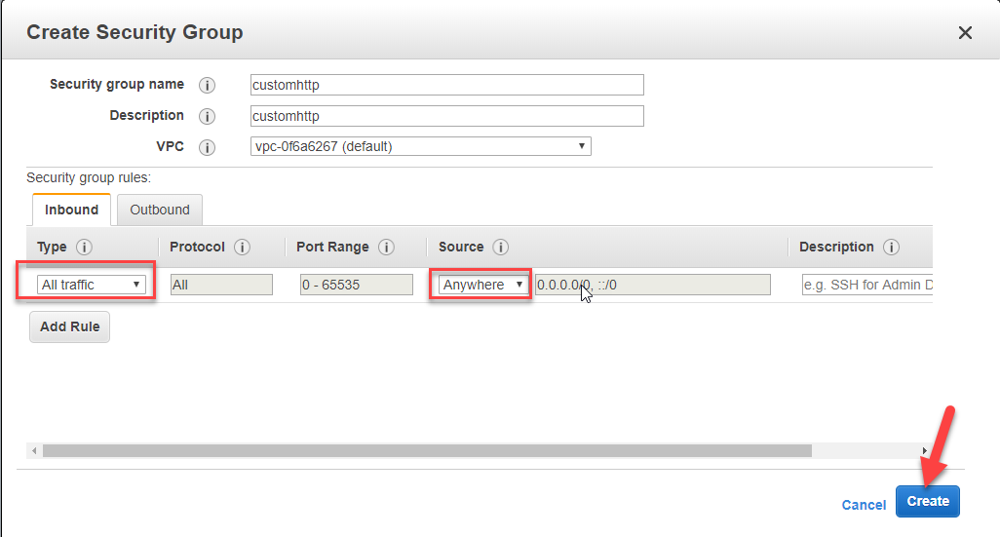 Create Security Group
Security group name
customhttp
Description
customhttp
VPC
vpc-0f6a6267 (default)
Security group rules:
Inbound Outbound
Type Protocol Port Range Source Description
All traffic All 0 - 65535 Anywhere 0.0.0.0/0, ::/0 e.g. SSH for Admin D
Add Rule
Cancel Create